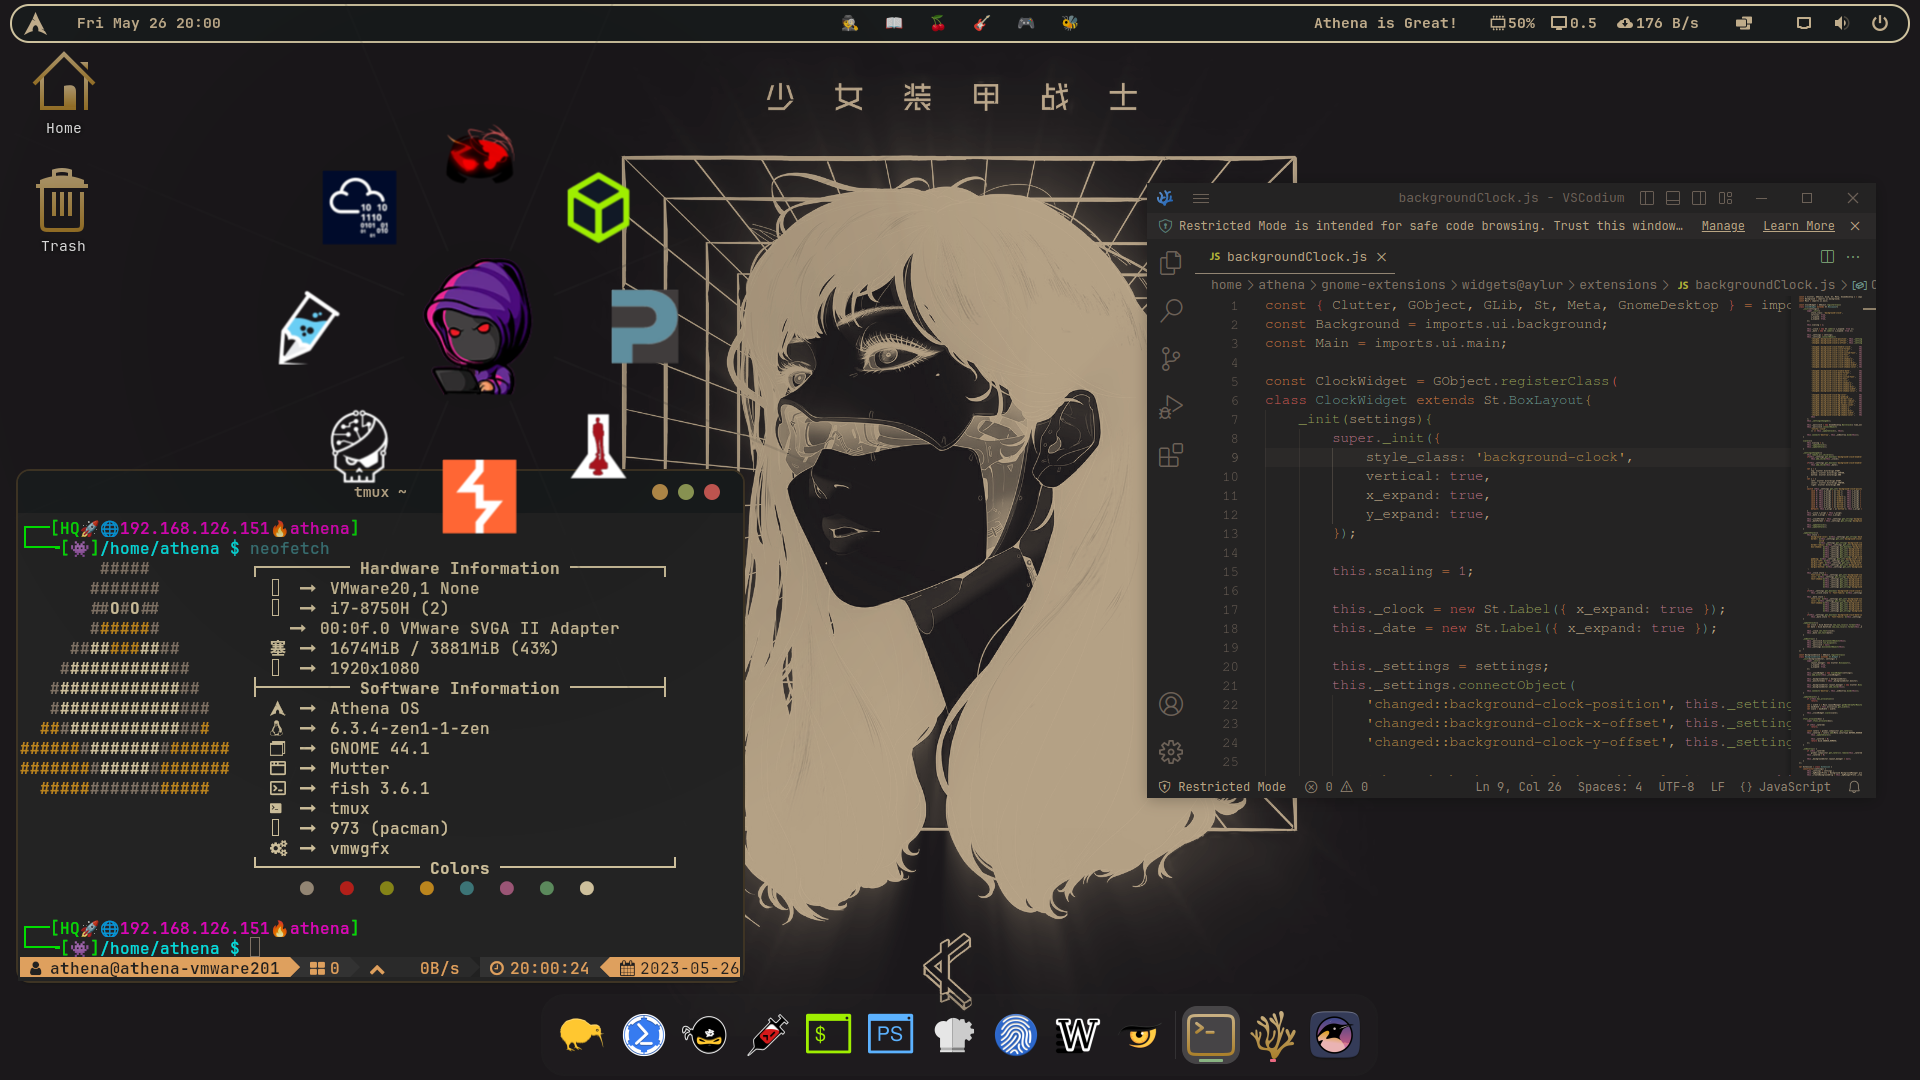 Fri May 26 20:00
Athena is Great!
50%
0.5
176 B/s
Home
Trash
少女装甲战士
10 10
1110
0101 01
01 010
tmux ~
[HQ🚀🌐192.168.126.151🔥athena]
[👾]/home/athena $ neofetch
#####
#######
##O#O##
#######
###########
#############
###############
################
#################
#####################
#####################
#################
Hardware Information
VMware20,1 None
i7-8750H (2)
00:0f.0 VMware SVGA II Adapter
塞 1674MiB / 3881MiB (43%)
1920x1080
Software Information
Athena OS
6.3.4-zen1-1-zen
GNOME 44.1
Mutter
fish 3.6.1
tmux
973 (pacman)
vmwgfx
Colors
[HQ🚀🌐192.168.126.151🔥athena]
[👾]/home/athena $
athena@athena-vmware201 0 0B/s 20:00:24 2023-05-26
backgroundClock.js - VSCodium
Restricted Mode is intended for safe code browsing. Trust this window… Manage Learn More
JS backgroundClock.js
home > athena > gnome-extensions > widgets@aylur > extensions > JS backgroundClock.js > C
1 const { Clutter, GObject, GLib, St, Meta, GnomeDesktop } = impo
2 const Background = imports.ui.background;
3 const Main = imports.ui.main;
4
5 const ClockWidget = GObject.registerClass(
6 class ClockWidget extends St.BoxLayout{
7 _init(settings){
8 super._init({
9 style_class: 'background-clock',
10 vertical: true,
11 x_expand: true,
12 y_expand: true,
13 });
14
15 this.scaling = 1;
16
17 this._clock = new St.Label({ x_expand: true });
18 this._date = new St.Label({ x_expand: true });
19
20 this._settings = settings;
21 this._settings.connectObject(
22 'changed::background-clock-position', this._setting
23 'changed::background-clock-x-offset', this._setting
24 'changed::background-clock-y-offset', this._setting
25
Restricted Mode 0 0 Ln 9, Col 26 Spaces: 4 UTF-8 LF {} JavaScript
$
PS
W